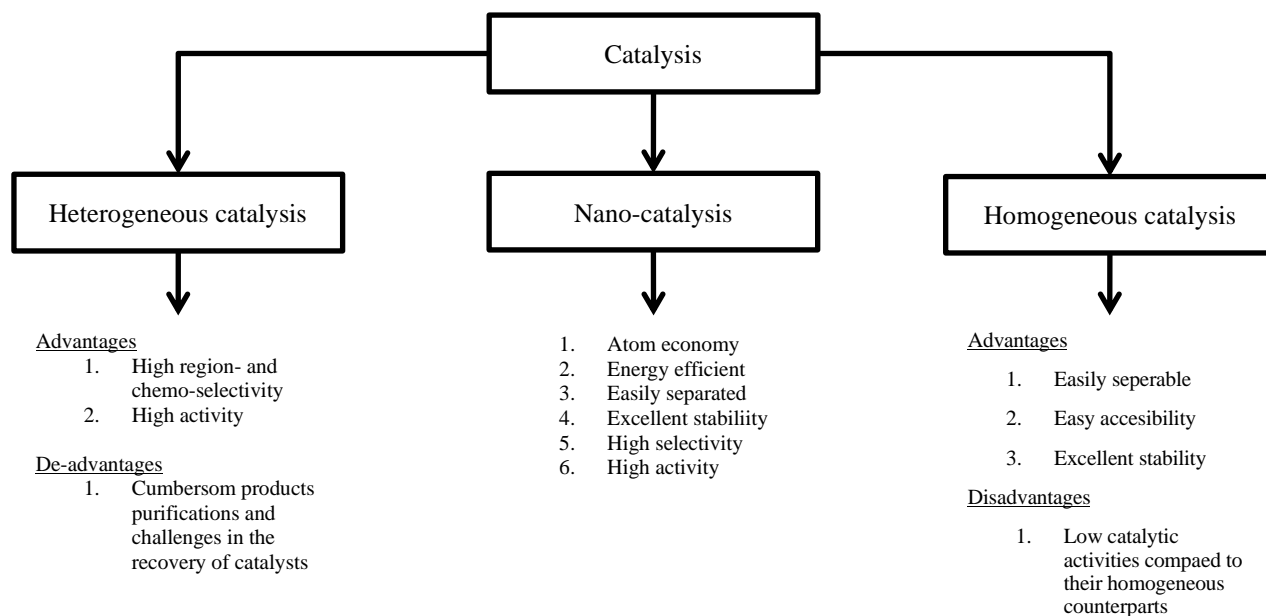 Catalysis
Heterogeneous catalysis
Nano-catalysis
Homogeneous catalysis
Advantages
1. High region- and
chemo-selectivity
2. High activity
De-advantages
1. Cumbersom products
purifications and
challenges in the
recovery of catalysts
1. Atom economy
2. Energy efficient
3. Easily separated
4. Excellent stabiliity
5. High selectivity
6. High activity
Advantages
1. Easily seperable
2. Easy accesibility
3. Excellent stability
Disadvantages
1. Low catalytic
activities compaed to
their homogeneous
counterparts